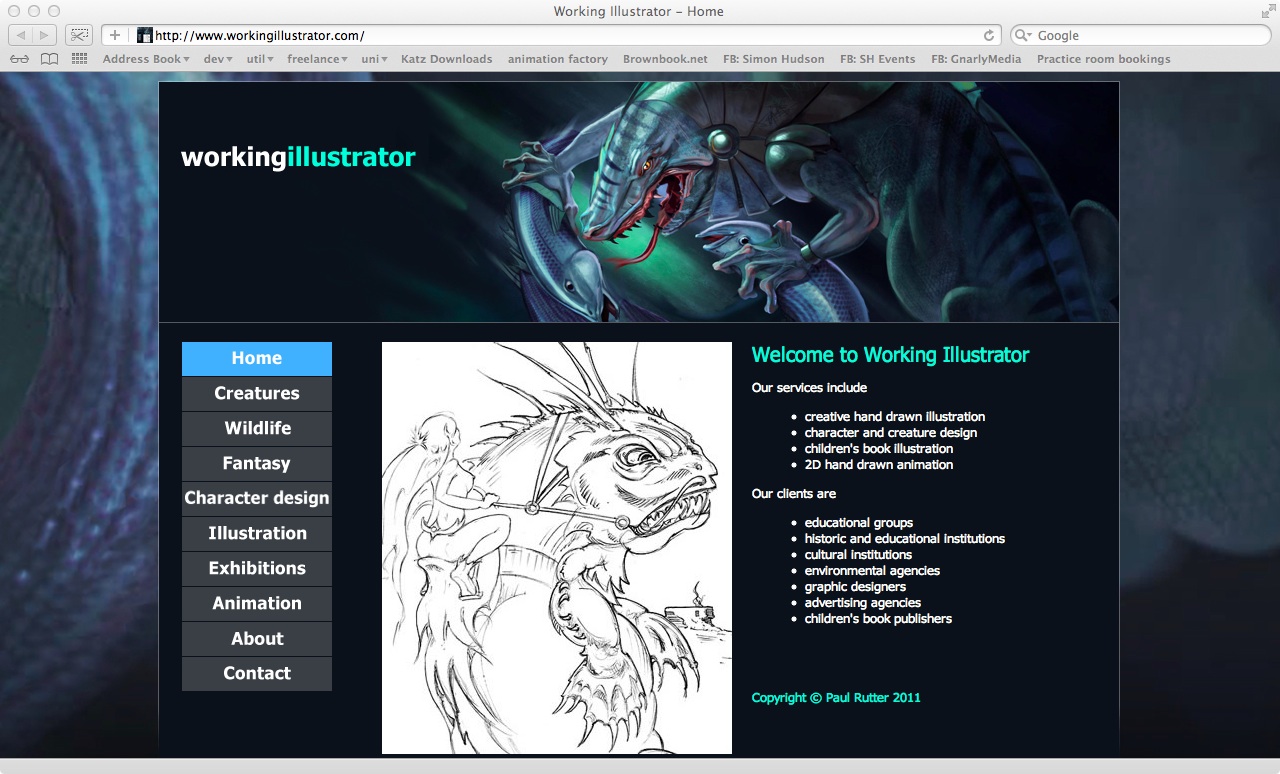 Working Illustrator – Home
http://www.workingillustrator.com/
Google
Address Book dev util freelance uni Katz Downloads animation factory Brownbook.net FB: Simon Hudson FB: SH Events FB: GnarlyMedia Practice room bookings
workingillustrator
Home
Creatures
Wildlife
Fantasy
Character design
Illustration
Exhibitions
Animation
About
Contact
Welcome to Working Illustrator
Our services include
• creative hand drawn illustration
• character and creature design
• children's book illustration
• 2D hand drawn animation
Our clients are
• educational groups
• historic and educational institutions
• cultural institutions
• environmental agencies
• graphic designers
• advertising agencies
• children's book publishers
Copyright © Paul Rutter 2011